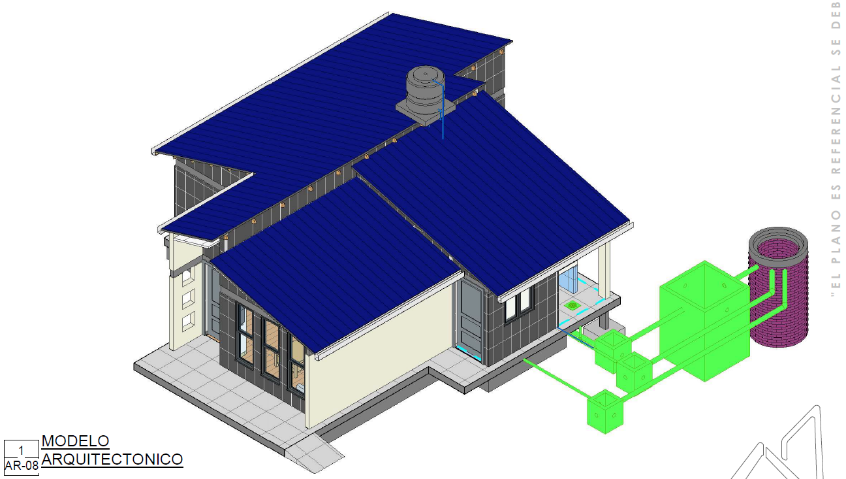 "EL PLANO ES REFERENCIAL SE DEB
1
AR-08
MODELO
ARQUITECTONICO